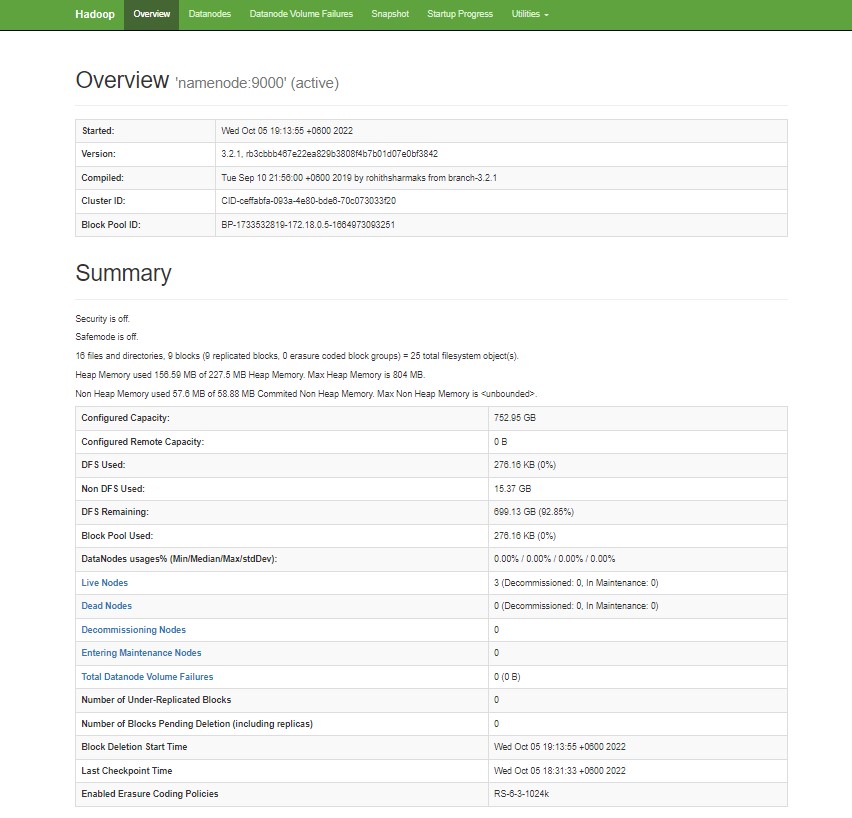 Hadoop Overview Datanodes Datanode Volume Failures Snapshot Startup Progress Utilities
Overview 'namenode:9000' (active)
Started: Wed Oct 05 19:13:55 +0600 2022
Version: 3.2.1, rb3cbbb467e22ea829b3808f4b7b01d07e0bf3842
Compiled: Tue Sep 10 21:56:00 +0600 2019 by rohithsharmaks from branch-3.2.1
Cluster ID: CID-ceffabfa-093a-4e80-bde6-70c073033f20
Block Pool ID: BP-1733532819-172.18.0.5-1664973093251
Summary
Security is off.
Safemode is off.
16 files and directories, 9 blocks (9 replicated blocks, 0 erasure coded block groups) = 25 total filesystem object(s).
Heap Memory used 156.59 MB of 227.5 MB Heap Memory. Max Heap Memory is 804 MB.
Non Heap Memory used 57.6 MB of 58.88 MB Commited Non Heap Memory. Max Non Heap Memory is <unbounded>.
Configured Capacity: 752.95 GB
Configured Remote Capacity: 0 B
DFS Used: 276.16 KB (0%)
Non DFS Used: 15.37 GB
DFS Remaining: 699.13 GB (92.85%)
Block Pool Used: 276.16 KB (0%)
DataNodes usages% (Min/Median/Max/stdDev): 0.00% / 0.00% / 0.00% / 0.00%
Live Nodes 3 (Decommissioned: 0, In Maintenance: 0)
Dead Nodes 0 (Decommissioned: 0, In Maintenance: 0)
Decommissioning Nodes 0
Entering Maintenance Nodes 0
Total Datanode Volume Failures 0 (0 B)
Number of Under-Replicated Blocks 0
Number of Blocks Pending Deletion (including replicas) 0
Block Deletion Start Time Wed Oct 05 19:13:55 +0600 2022
Last Checkpoint Time Wed Oct 05 18:31:33 +0600 2022
Enabled Erasure Coding Policies RS-6-3-1024k